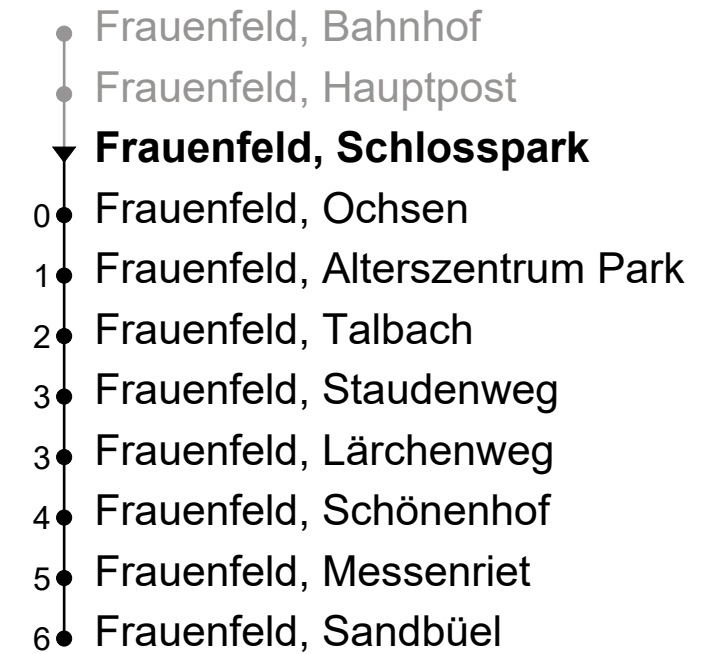 Frauenfeld, Bahnhof
Frauenfeld, Hauptpost
Frauenfeld, Schlosspark
0 Frauenfeld, Ochsen
1 Frauenfeld, Alterszentrum Park
2 Frauenfeld, Talbach
3 Frauenfeld, Staudenweg
3 Frauenfeld, Lärchenweg
4 Frauenfeld, Schönenhof
5 Frauenfeld, Messenriet
6 Frauenfeld, Sandbüel